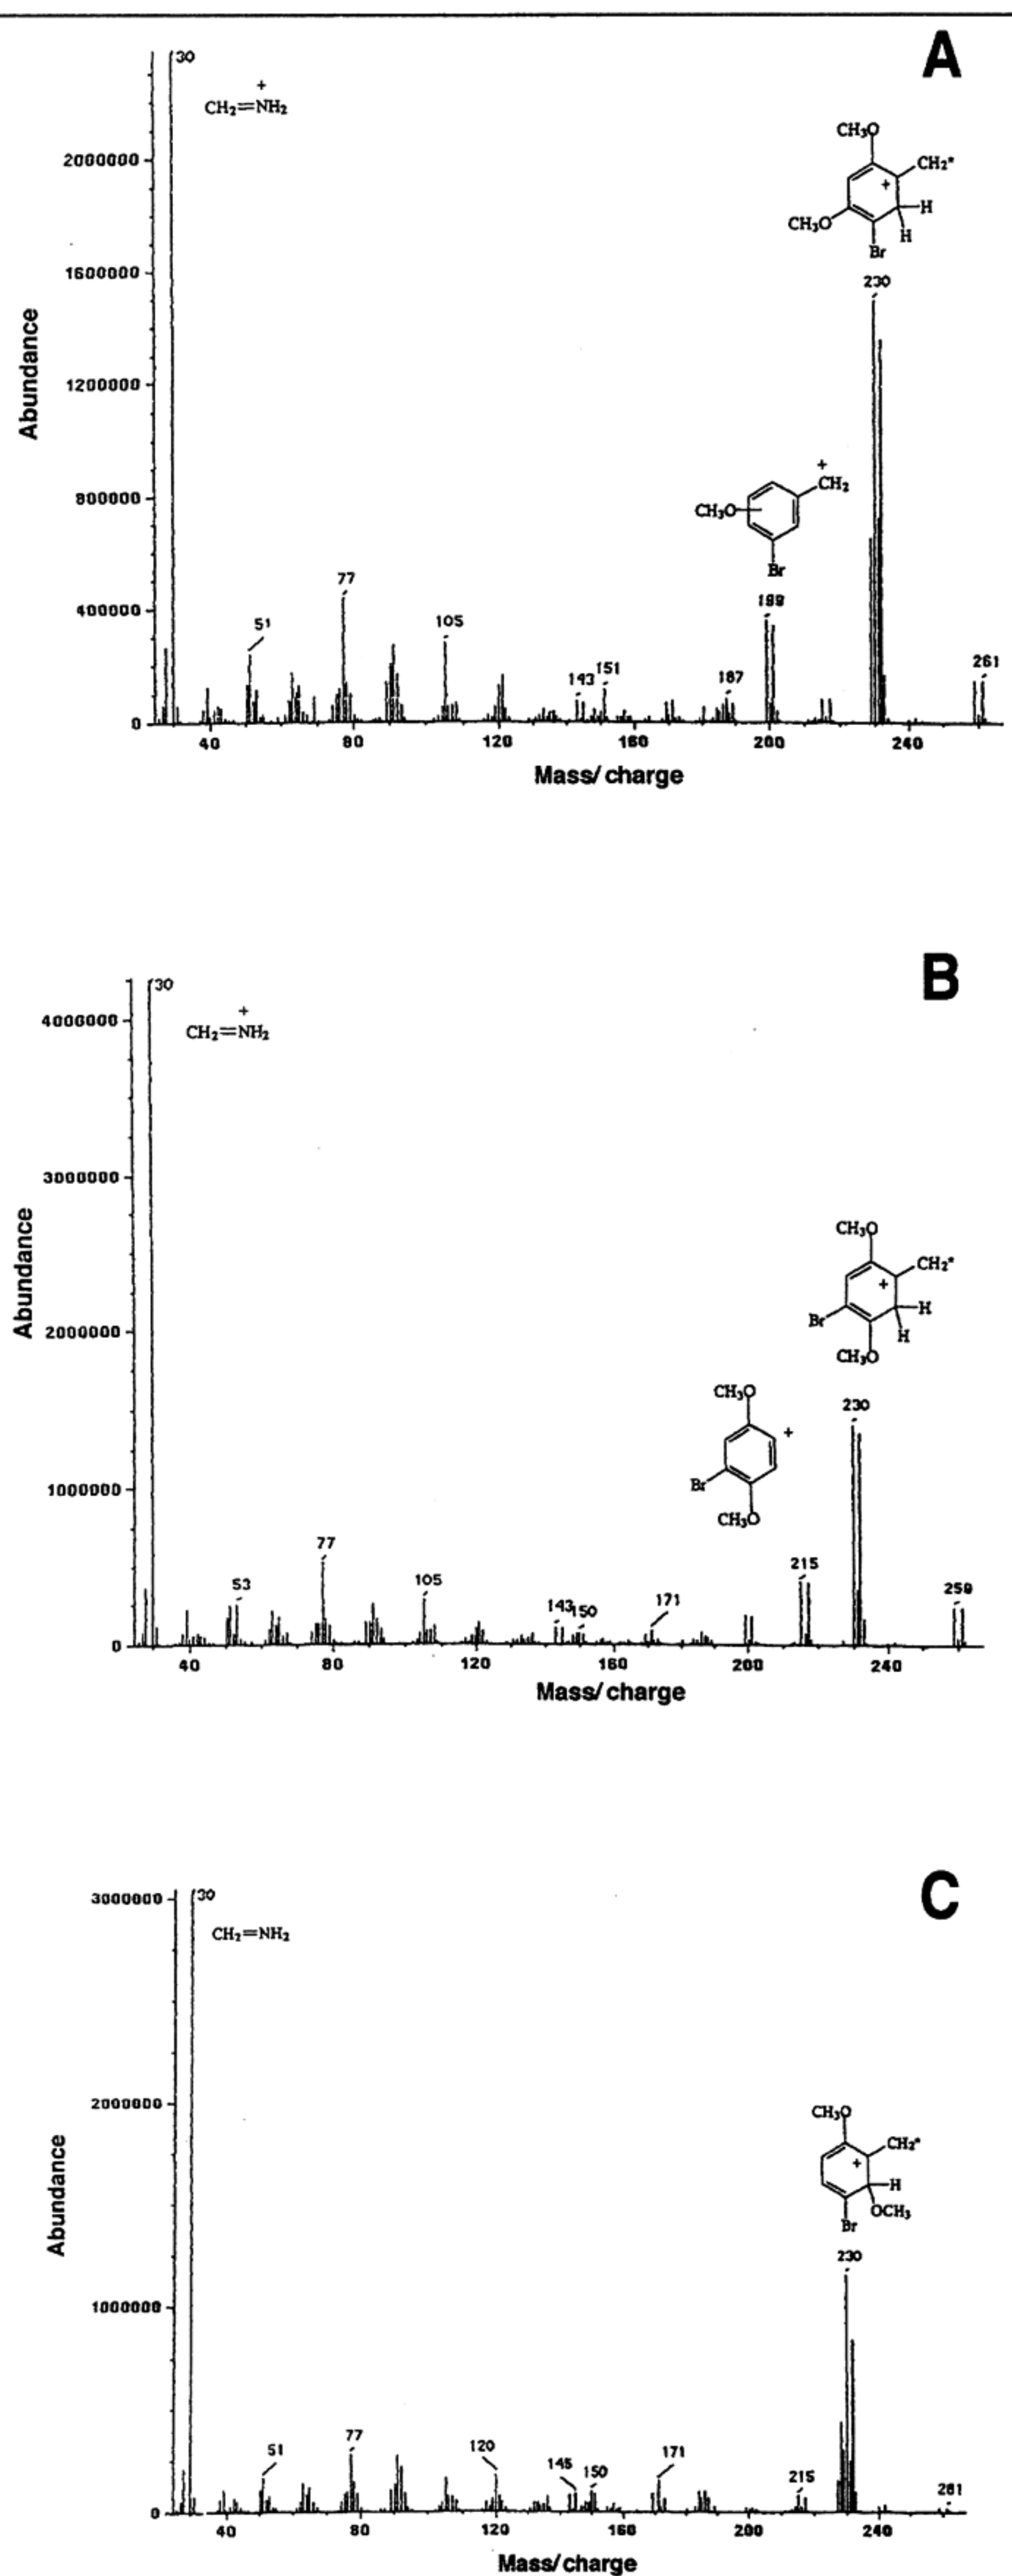 A
30
+
CH₂=NH₂
2000000
CH₃O
CH₂•
+
H
CH₃O
H
Br
1600000
230
Abundance
1200000
+
CH₂
800000
CH₃O
Br
77
199
400000
51
105
143
151
187
261
0
40
80
120
160
200
240
Mass/charge
B
30
+
CH₂=NH₂
4000000
3000000
CH₃O
CH₂•
+
H
Br
H
CH₃O
Abundance
2000000
CH₃O
+
230
Br
CH₃O
1000000
77
53
105
143
150
171
215
259
0
40
80
120
160
200
240
Mass/charge
C
3000000
30
CH₂=NH₂
2000000
CH₃O
CH₂•
+
H
OCH₃
Br
Abundance
230
1000000
51
77
120
145
150
171
215
261
0
40
80
120
160
200
240
Mass/charge